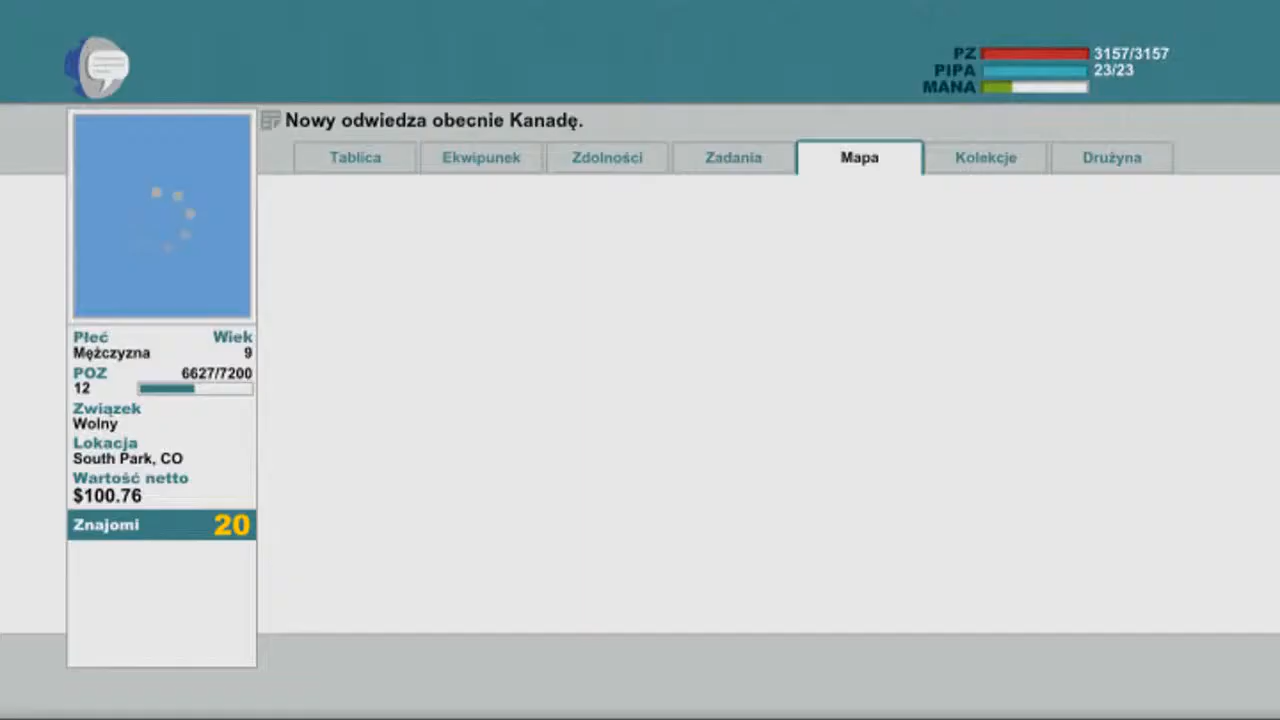 PZ 3157/3157
PIPA 23/23
MANA
Nowy odwiedza obecnie Kanadę.
Tablica Ekwipunek Zdolności Zadania Mapa Kolekcje Drużyna
Płeć Wiek
Mężczyzna 9
POZ 6627/7200
12
Związek
Wolny
Lokacja
South Park, CO
Wartość netto
$100.76
Znajomi 20